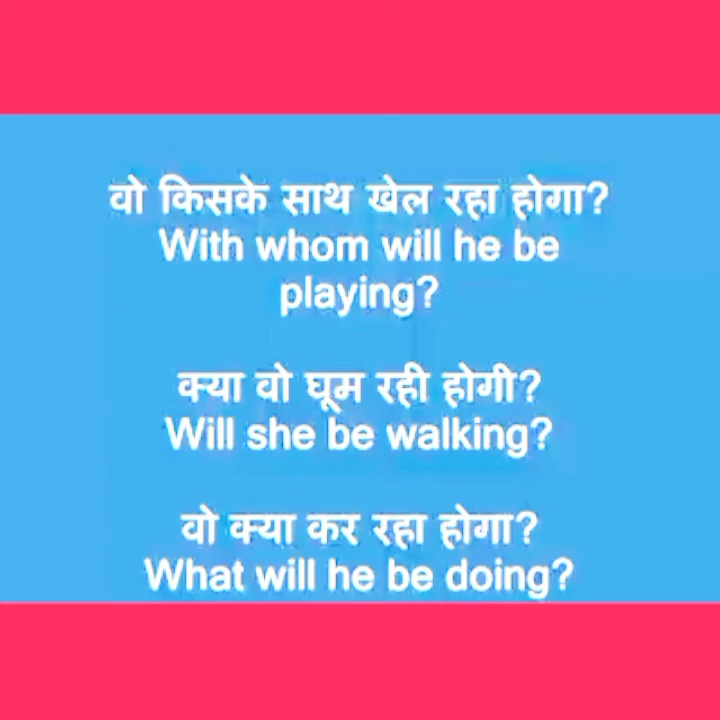 वो किसके साथ खेल रहा होगा?
With whom will he be
playing?
क्या वो घूम रही होगी?
Will she be walking?
वो क्या कर रहा होगा?
What will he be doing?